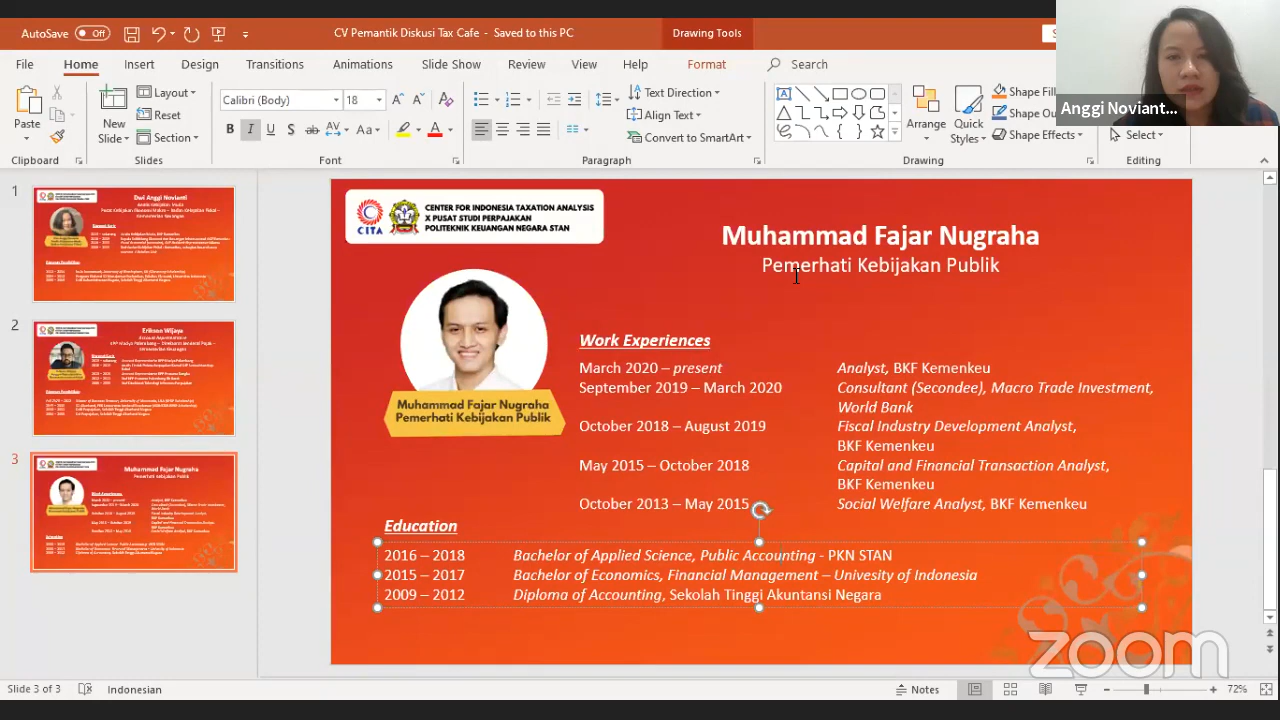 AutoSave
Off
CV Pemantik Diskusi Tax Cafe - Saved to this PC
Drawing Tools
File
Home
Insert
Design
Transitions
Animations
Slide Show
Review
View
Help
Format
Search
Paste
New
Slide
Layout
Reset
Section
Calibri (Body)
18
B I U S ab AV Aa
A
Text Direction
Align Text
Convert to SmartArt
Arrange
Quick
Styles
Shape Fill
Shape Outline
Shape Effects
Select
Clipboard
Slides
Font
Paragraph
Drawing
Editing
Anggi Noviant...
1
Dwi Anggi Novianti
2
Erikson Wijaya
3
Muhammad Fajar Nugraha
Pemerhati Kebijakan Publik
CITA
CENTER FOR INDONESIA TAXATION ANALYSIS
X PUSAT STUDI PERPAJAKAN
POLITEKNIK KEUANGAN NEGARA STAN
Muhammad Fajar Nugraha
Pemerhati Kebijakan Publik
Muhammad Fajar Nugraha
Pemerhati Kebijakan Publik
Work Experiences
March 2020 – present Analyst, BKF Kemenkeu
September 2019 – March 2020 Consultant (Secondee), Macro Trade Investment,
World Bank
October 2018 – August 2019 Fiscal Industry Development Analyst,
BKF Kemenkeu
May 2015 – October 2018 Capital and Financial Transaction Analyst,
BKF Kemenkeu
October 2013 – May 2015 Social Welfare Analyst, BKF Kemenkeu
Education
2016 – 2018 Bachelor of Applied Science, Public Accounting - PKN STAN
2015 – 2017 Bachelor of Economics, Financial Management – Univesity of Indonesia
2009 – 2012 Diploma of Accounting, Sekolah Tinggi Akuntansi Negara
zoom
Slide 3 of 3
Indonesian
Notes
72%